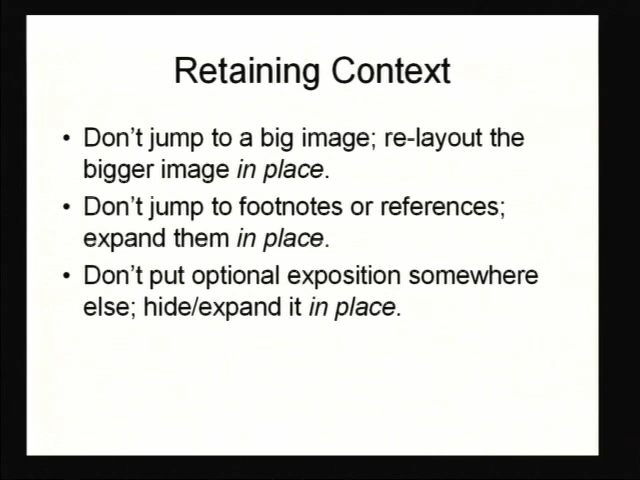 Retaining Context
• Don't jump to a big image; re-layout the
bigger image in place.
• Don't jump to footnotes or references;
expand them in place.
• Don't put optional exposition somewhere
else; hide/expand it in place.